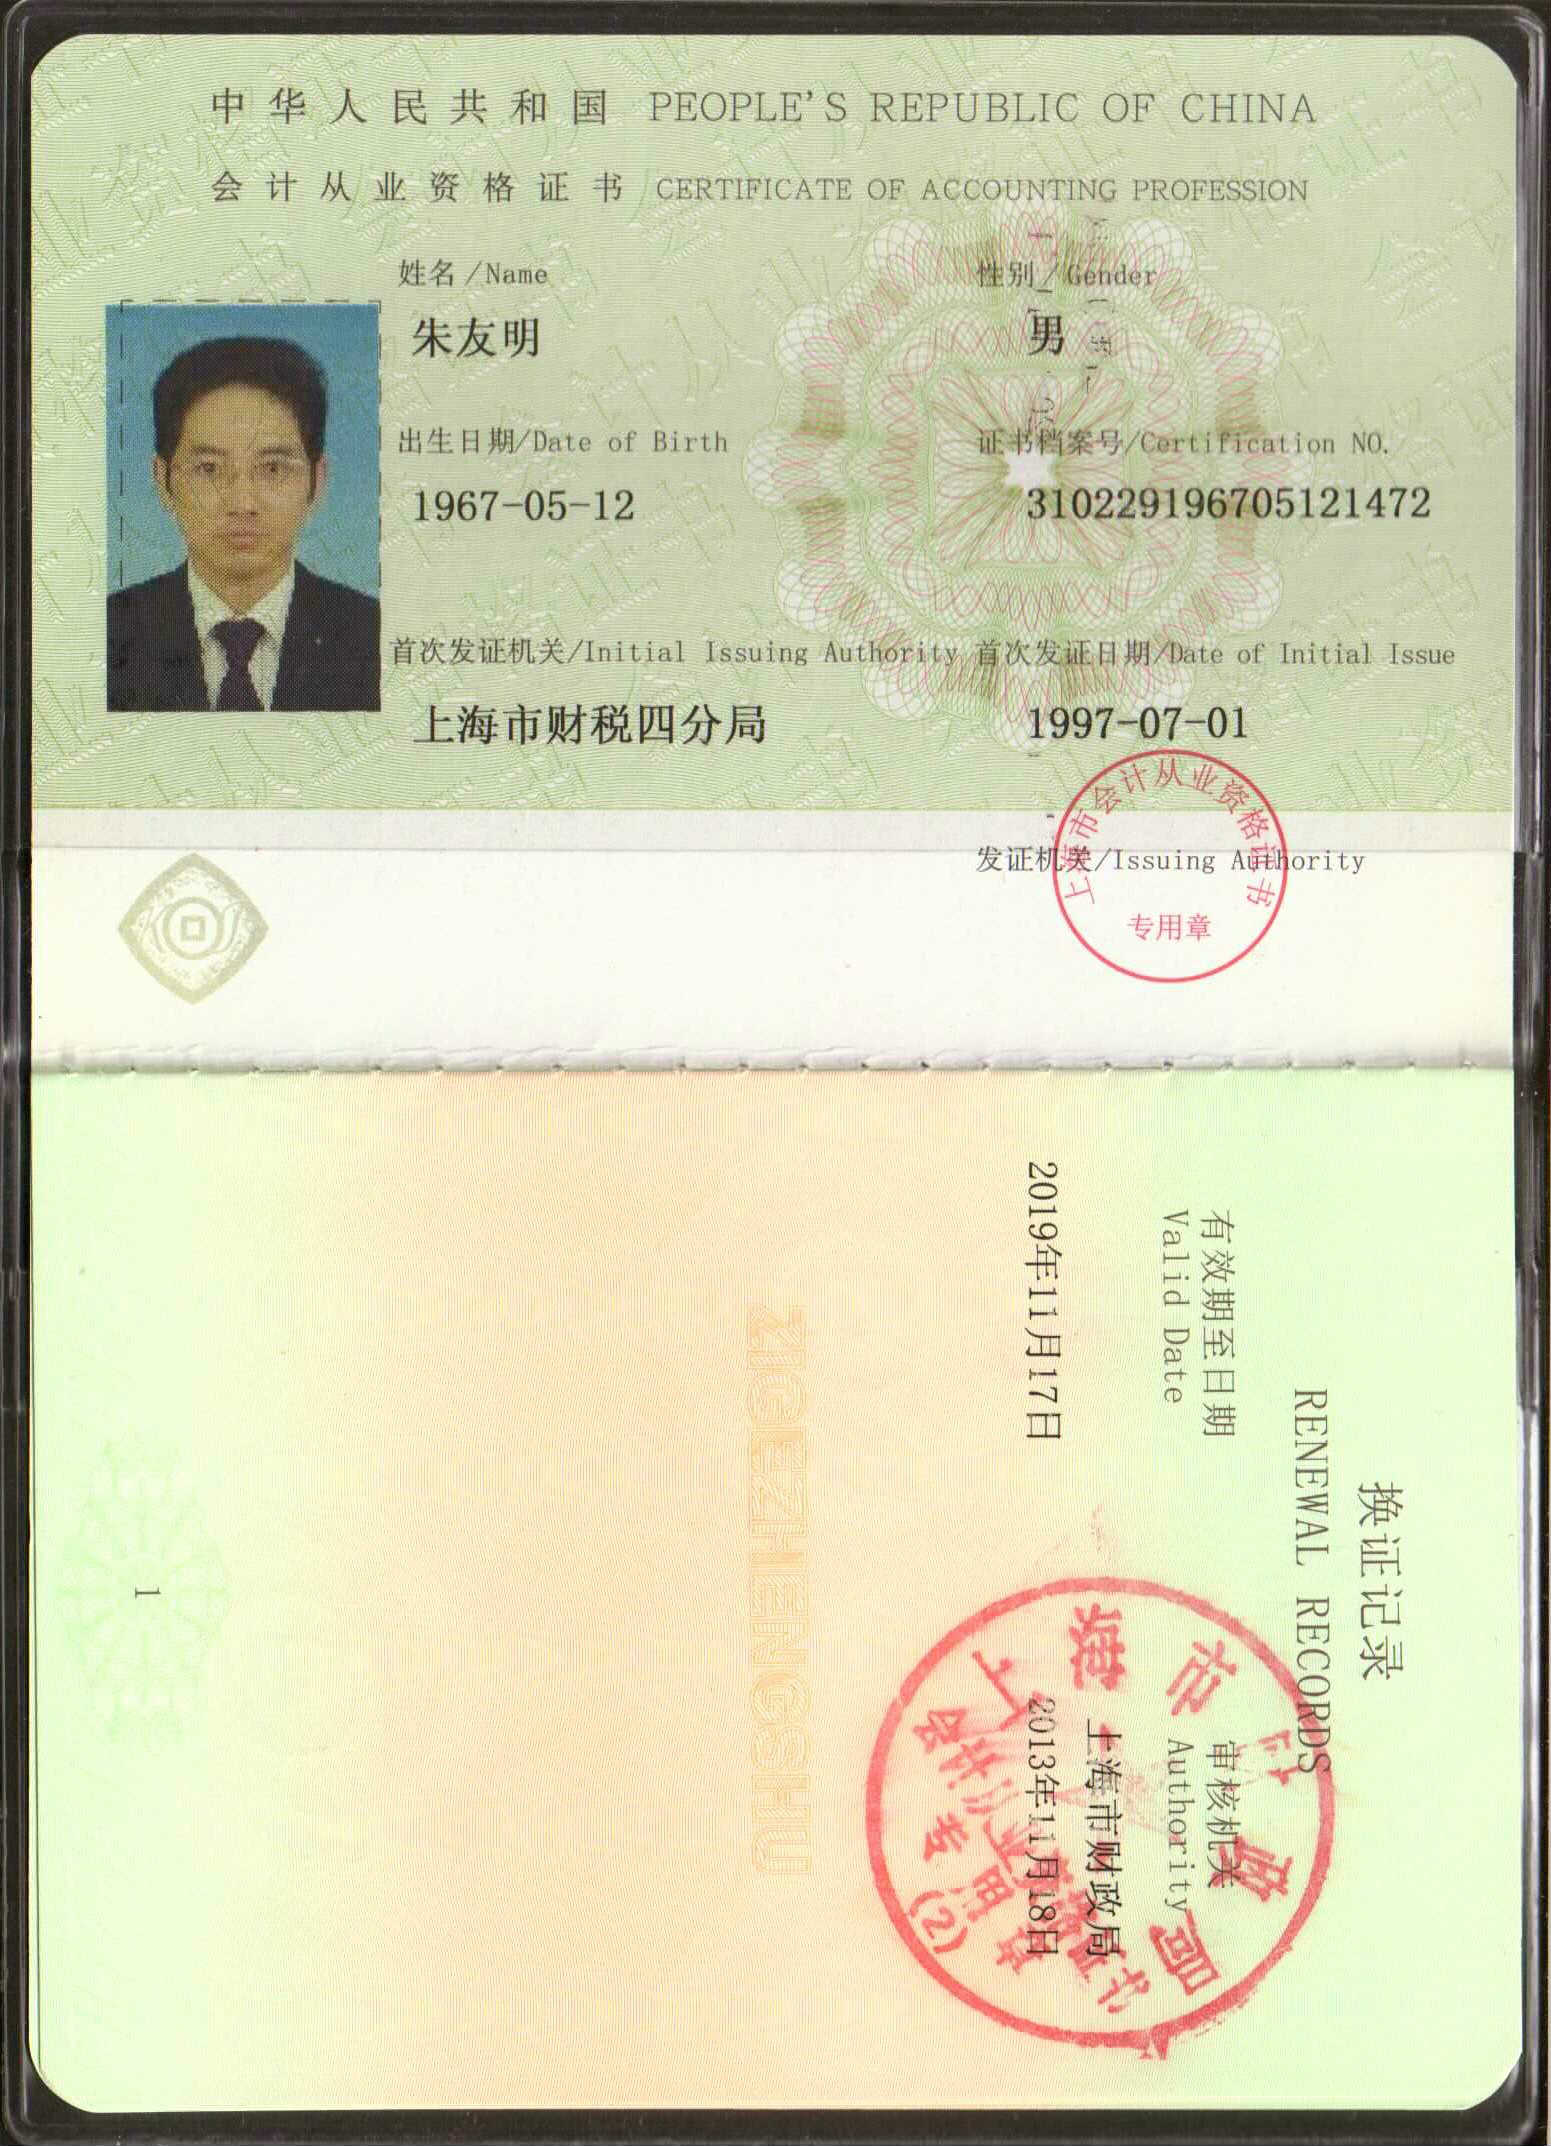 中华人民共和国 PEOPLE'S REPUBLIC OF CHINA
会计从业资格证书 CERTIFICATE OF ACCOUNTING PROFESSION
姓名/Name
性别/Gender
朱友明
男
出生日期/Date of Birth
证书档案号/Certification NO.
1967-05-12
310229196705121472
首次发证机关/Initial Issuing Authority
首次发证日期/Date of Initial Issue
上海市财税四分局
1997-07-01
发证机关/Issuing Authority
上海市会计从业资格证书
专用章
换证记录
RENEWAL RECORDS
有效期至日期
Valid Date
审核机关
Authority
2019年11月17日
上海市财政局
2013年11月18日
上海市财政局
会计从业资格证书
专用章
(2)
ZIGEZHENGSHU
1